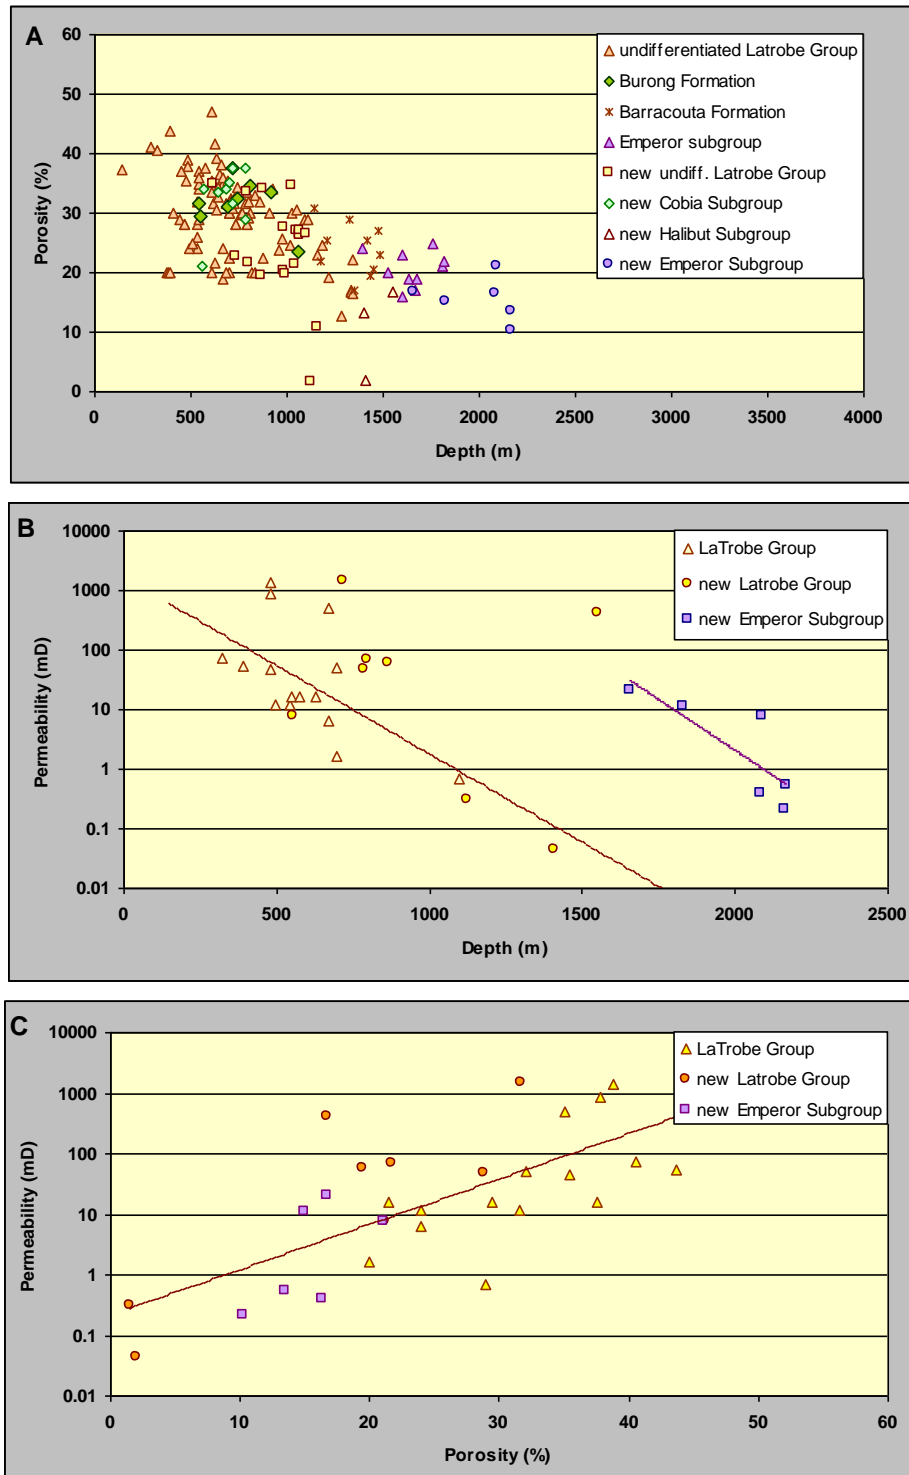 A
60
undifferentiated Latrobe Group
50
Burong Formation
Barracouta Formation
40
Emperor subgroup
new undiff. Latrobe Group
30
new Cobia Subgroup
20
new Halibut Subgroup
new Emperor Subgroup
10
0
Porosity (%)
0 500 1000 1500 2000 2500 3000 3500 4000
Depth (m)
B
10000
LaTrobe Group
1000
new Latrobe Group
new Emperor Subgroup
100
10
1
0.1
0.01
Permeability (mD)
0 500 1000 1500 2000 2500
Depth (m)
C
10000
LaTrobe Group
new Latrobe Group
1000
new Emperor Subgroup
100
10
1
0.1
0.01
Permeability (mD)
0 10 20 30 40 50 60
Porosity (%)